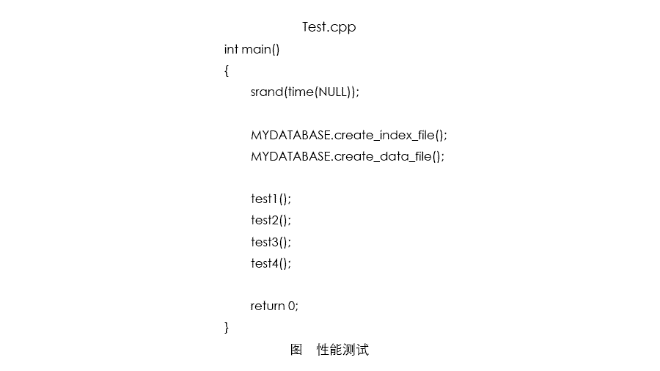 Test.cpp
int main()
{
srand(time(NULL));
MYDATABASE.create_index_file();
MYDATABASE.create_data_file();
test1();
test2();
test3();
test4();
return 0;
}
图 性能测试